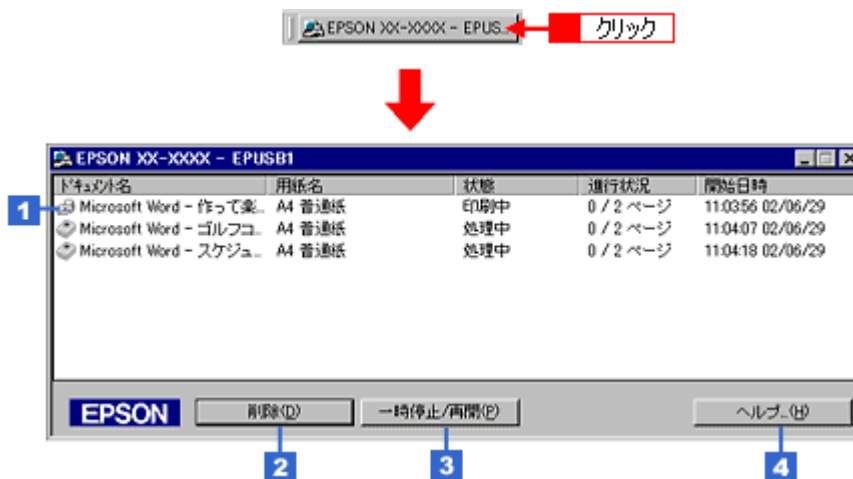 EPSON XX-XXXX - EPUS...
クリック
EPSON XX-XXXX - EPUSB1
ドキュメント名 用紙名 状態 進行状況 開始日時
1
Microsoft Word - 作って楽... A4 普通紙 印刷中 0 / 2 ページ 11:03:56 02/06/29
Microsoft Word - ゴルフコ... A4 普通紙 処理中 0 / 2 ページ 11:04:07 02/06/29
Microsoft Word - スケジュ... A4 普通紙 処理中 0 / 2 ページ 11:04:18 02/06/29
EPSON 削除(D) 一時停止/再開(P) ヘルプ...(H)
2 3 4